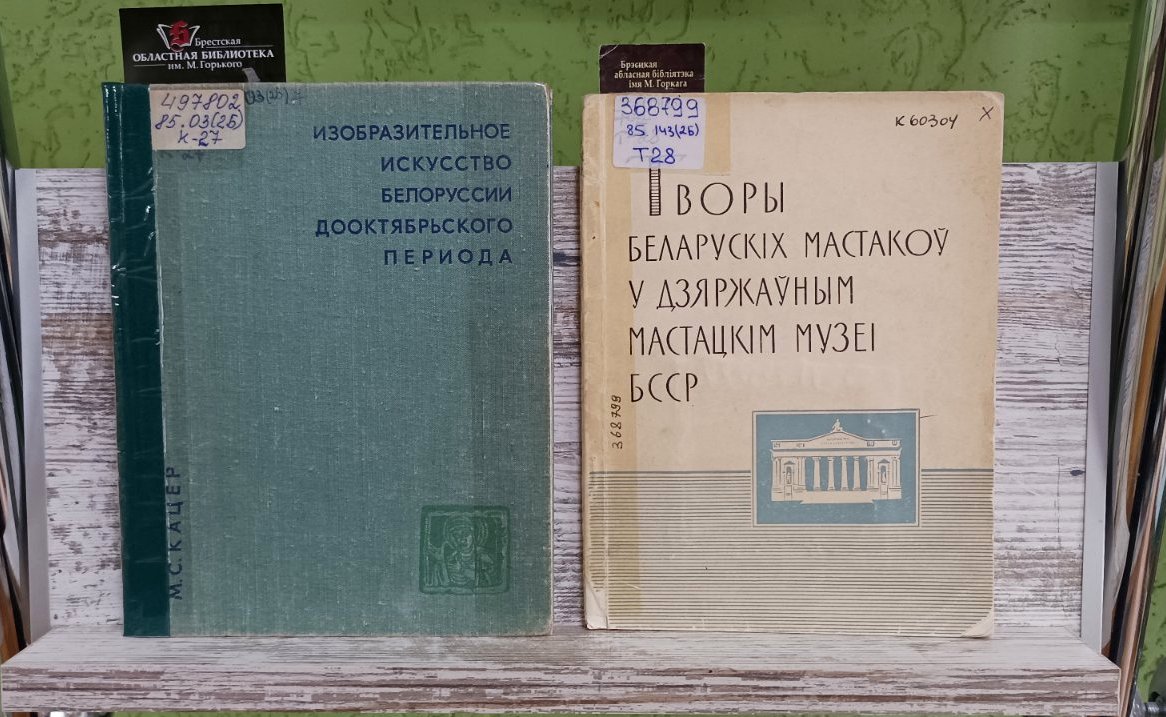 Брестская
ОБЛАСТНАЯ БИБЛИОТЕКА
им. М. Горького
497802
85.03(2Б)
К-27
ИЗОБРАЗИТЕЛЬНОЕ
ИСКУССТВО
БЕЛОРУССИИ
ДООКТЯБРЬСКОГО
ПЕРИОДА
М.С.КАЦЕР
Брэсцкая
абласная бібліятэка
імя М. Горкага
368799
85.143(2Б)
Т28
К60304
х
ТВОРЫ
БЕЛАРУСКІХ МАСТАКОЎ
У ДЗЯРЖАЎНЫМ
МАСТАЦКІМ МУЗЕІ
БССР
368799